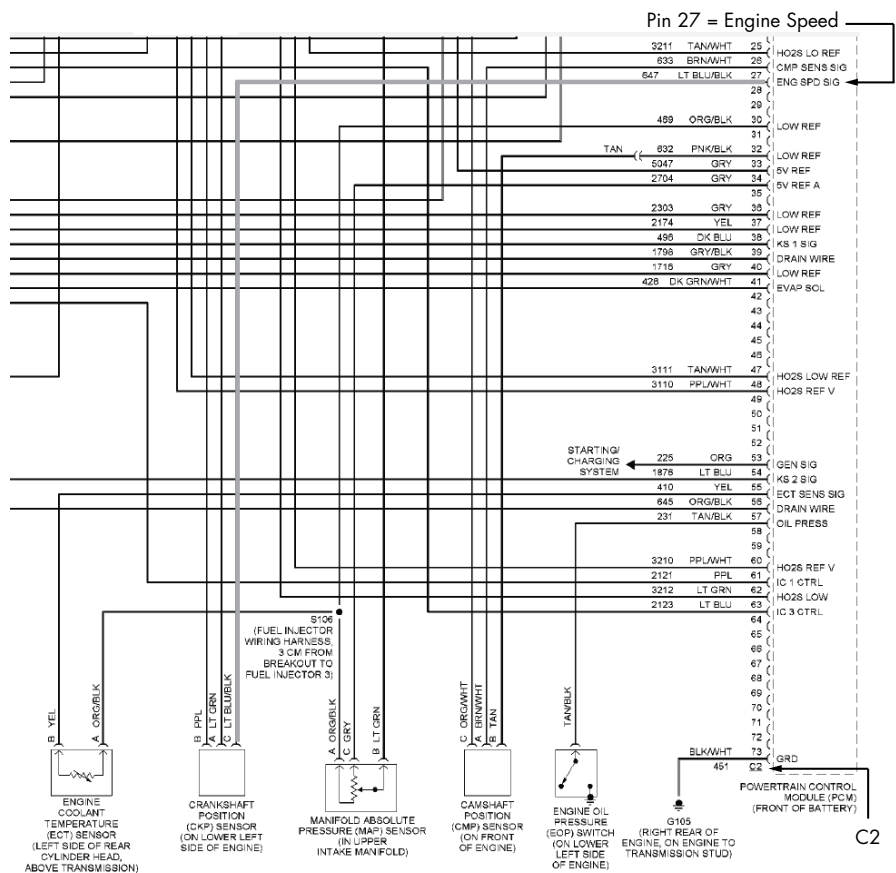 Pin 27 = Engine Speed
3211 TAN/WHT 25 HO2S LO REF
633 BRN/WHT 26 CMP SENS SIG
647 LT BLU/BLK 27 ENG SPD SIG
28
29
469 ORG/BLK 30 LOW REF
31
TAN 632 PNK/BLK 32 LOW REF
5047 GRY 33 5V REF
2704 GRY 34 5V REF A
35
2303 GRY 36 LOW REF
2174 YEL 37 LOW REF
496 DK BLU 38 KS 1 SIG
1796 GRY/BLK 39 DRAIN WIRE
1716 GRY 40 LOW REF
428 DK GRN/WHT 41 EVAP SOL
42
43
44
45
46
3111 TAN/WHT 47 HO2S LOW REF
3110 PPL/WHT 48 HO2S REF V
49
50
51
52
STARTING/
CHARGING
SYSTEM
225 ORG 53 GEN SIG
1876 LT BLU 54 KS 2 SIG
410 YEL 55 ECT SENS SIG
645 ORG/BLK 56 DRAIN WIRE
231 TAN/BLK 57 OIL PRESS
58
59
3210 PPL/WHT 60 HO2S REF V
2121 PPL 61 IC 1 CTRL
3212 LT GRN 62 HO2S LOW
2123 LT BLU 63 IC 3 CTRL
64
65
66
67
68
69
70
71
72
BLK/WHT 73 GRD
451 C2
S106
(FUEL INJECTOR
WIRING HARNESS,
3 CM FROM
BREAKOUT TO
FUEL INJECTOR 3)
B YEL
A ORG/BLK
B PPL
A LT GRN
C LT BLU/BLK
A ORG/BLK
C GRY
B LT GRN
C ORG/WHT
A BRN/WHT
B TAN
TAN/BLK
ENGINE
COOLANT
TEMPERATURE
(ECT) SENSOR
(LEFT SIDE OF REAR
CYLINDER HEAD,
ABOVE TRANSMISSION)
CRANKSHAFT
POSITION
(CKP) SENSOR
(ON LOWER LEFT
SIDE OF ENGINE)
MANIFOLD ABSOLUTE
PRESSURE (MAP) SENSOR
(IN UPPER
INTAKE MANIFOLD)
CAMSHAFT
POSITION
(CMP) SENSOR
(ON FRONT
OF ENGINE)
ENGINE OIL
PRESSURE
(EOP) SWITCH
(ON LOWER
LEFT SIDE
OF ENGINE)
G105
(RIGHT REAR OF
ENGINE, ON ENGINE TO
TRANSMISSION STUD)
POWERTRAIN CONTROL
MODULE (PCM)
(FRONT OF BATTERY)
C2